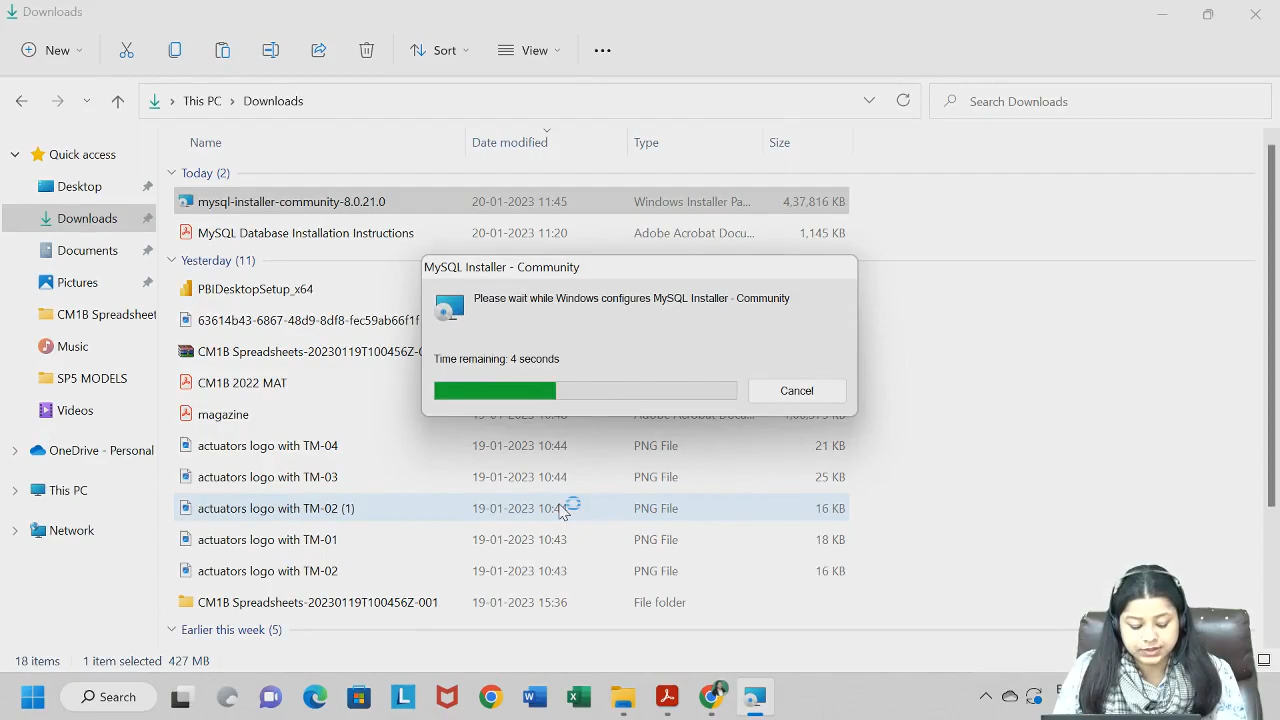 Downloads
New
Sort
View
This PC
Downloads
Search Downloads
Name
Date modified
Type
Size
Quick access
Desktop
Downloads
Documents
Pictures
CM1B Spreadsheet
Music
SP5 MODELS
Videos
OneDrive - Personal
This PC
Network
Today (2)
mysql-installer-community-8.0.21.0 20-01-2023 11:45 Windows Installer Pa... 4,37,816 KB
MySQL Database Installation Instructions 20-01-2023 11:20 Adobe Acrobat Docu... 1,145 KB
Yesterday (11)
PBIDesktopSetup_x64
63614b43-6867-48d9-8df8-fec59ab66f1f
CM1B Spreadsheets-20230119T100456Z-0
CM1B 2022 MAT
magazine
actuators logo with TM-04 19-01-2023 10:44 PNG File 21 KB
actuators logo with TM-03 19-01-2023 10:44 PNG File 25 KB
actuators logo with TM-02 (1) 19-01-2023 PNG File 16 KB
actuators logo with TM-01 19-01-2023 10:43 PNG File 18 KB
actuators logo with TM-02 19-01-2023 10:43 PNG File 16 KB
CM1B Spreadsheets-20230119T100456Z-001 19-01-2023 15:36 File folder
Earlier this week (5)
MySQL Installer - Community
Please wait while Windows configures MySQL Installer - Community
Time remaining: 4 seconds
Cancel
18 items 1 item selected 427 MB
Search